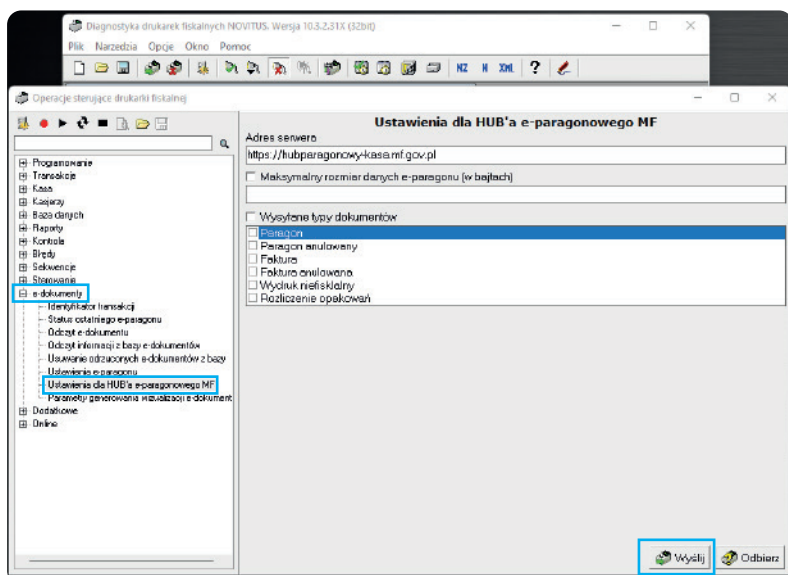 Diagnostyka drukarek fiskalnych NOVITUS. Wersja 10.3.2.31X (32bit)
Plik Narzędzia Opcje Okno Pomoc
NZ N XML ?
Operacje sterujące drukarki fiskalnej
Ustawienia dla HUB'a e-paragonowego MF
Adres serwera
https://hubparagonowy-kasa.mf.gov.pl
Maksymalny rozmiar danych e-paragonu (w bajtach)
Wysyłane typy dokumentów
Paragon
Paragon anulowany
Faktura
Faktura anulowana
Wydruk niefisklalny
Rozliczenie opakowań
Programowanie
Transakcje
Kasa
Kasjerzy
Baza danych
Raporty
Kontrola
Błędy
Sekwencje
Sterowanie
e-dokumenty
Identyfikator transakcji
Status ostatniego e-paragonu
Odczyt e-dokumentu
Odczyt informacji z bazy e-dokumentów
Usuwanie odrzuconych e-dokumentów z bazy
Ustawienia e-paragonu
Ustawienia dla HUB'a e-paragonowego MF
Parametry generowania wizualizacji e-dokument
Dodatkowe
Online
Wyślij
Odbierz